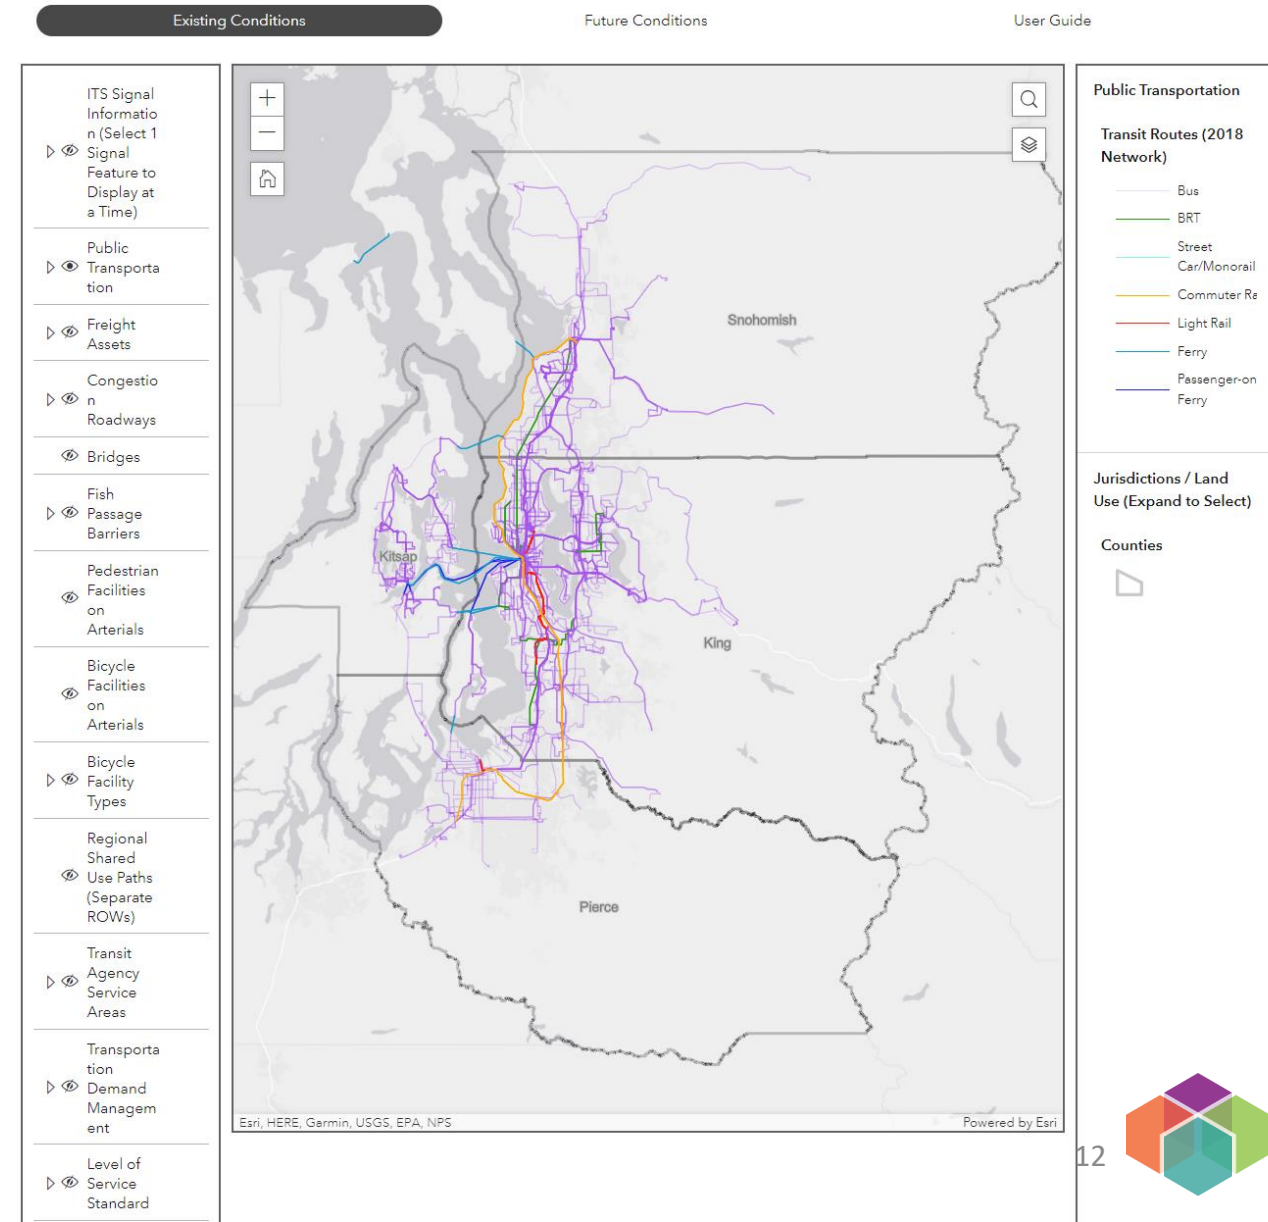 Existing Conditions
Future Conditions
User Guide
ITS Signal
Informatio
n (Select 1
Signal
Feature to
Display at
a Time)
Public
Transporta
tion
Freight
Assets
Congestio
n
Roadways
Bridges
Fish
Passage
Barriers
Pedestrian
Facilities
on
Arterials
Bicycle
Facilities
on
Arterials
Bicycle
Facility
Types
Regional
Shared
Use Paths
(Separate
ROWs)
Transit
Agency
Service
Areas
Transporta
tion
Demand
Managem
ent
Level of
Service
Standard
Snohomish
Kitsap
King
Pierce
Esri, HERE, Garmin, USGS, EPA, NPS
Powered by Esri
Public Transportation
Transit Routes (2018
Network)
Bus
BRT
Street
Car/Monorail
Commuter Ra
Light Rail
Ferry
Passenger-on
Ferry
Jurisdictions / Land
Use (Expand to Select)
Counties
12